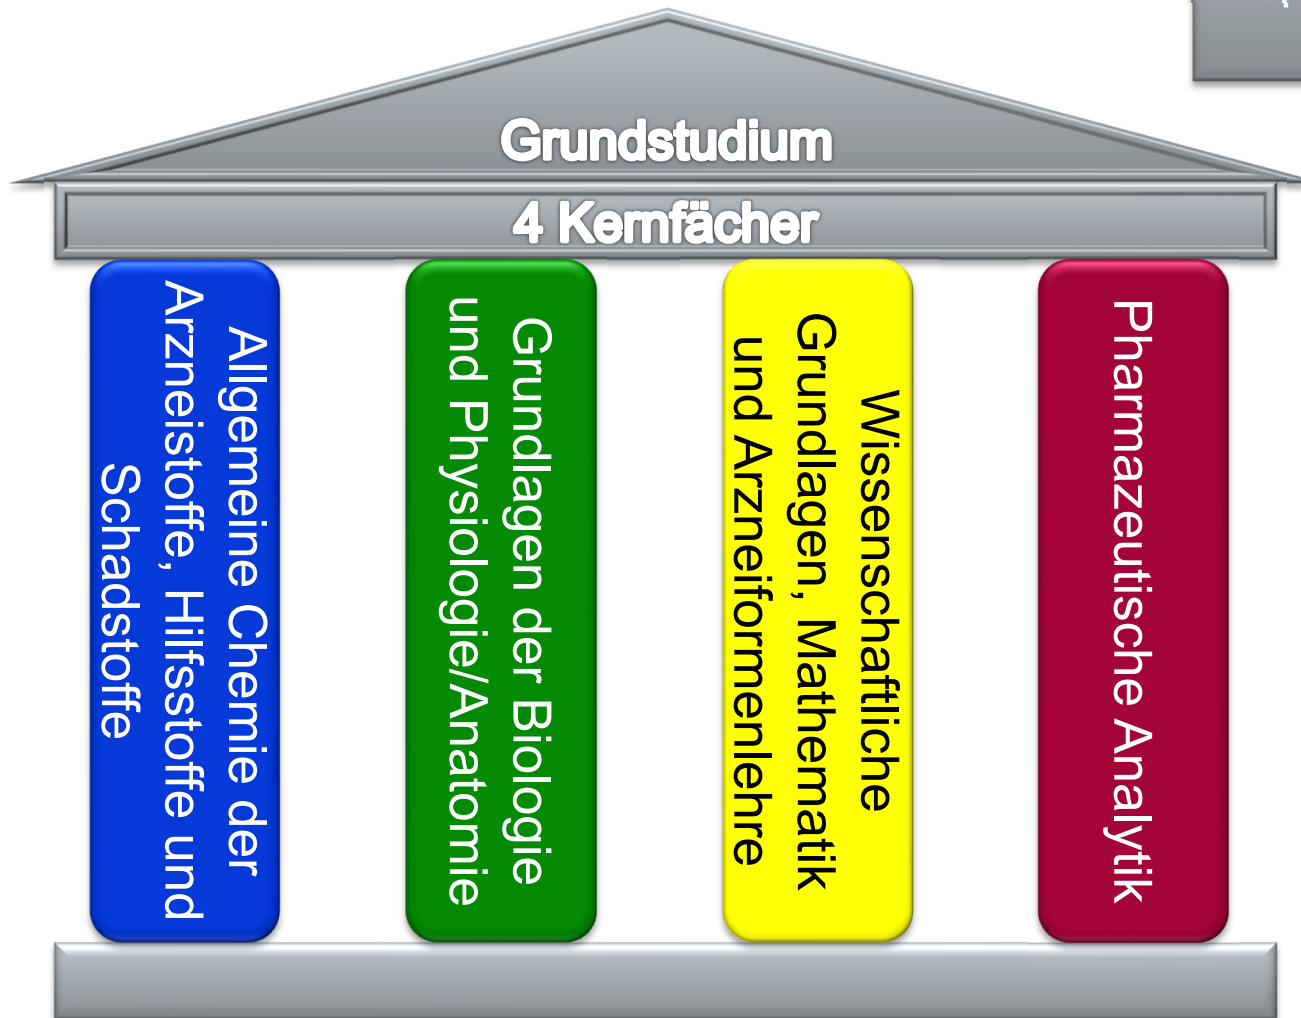 Grundstudium
4 Kernfächer
Allgemeine Chemie der
Arzneistoffe, Hilfsstoffe und
Schadstoffe
Grundlagen der Biologie
und Physiologie/Anatomie
Wissenschaftliche
Grundlagen, Mathematik
und Arzneiformenlehre
Pharmazeutische Analytik